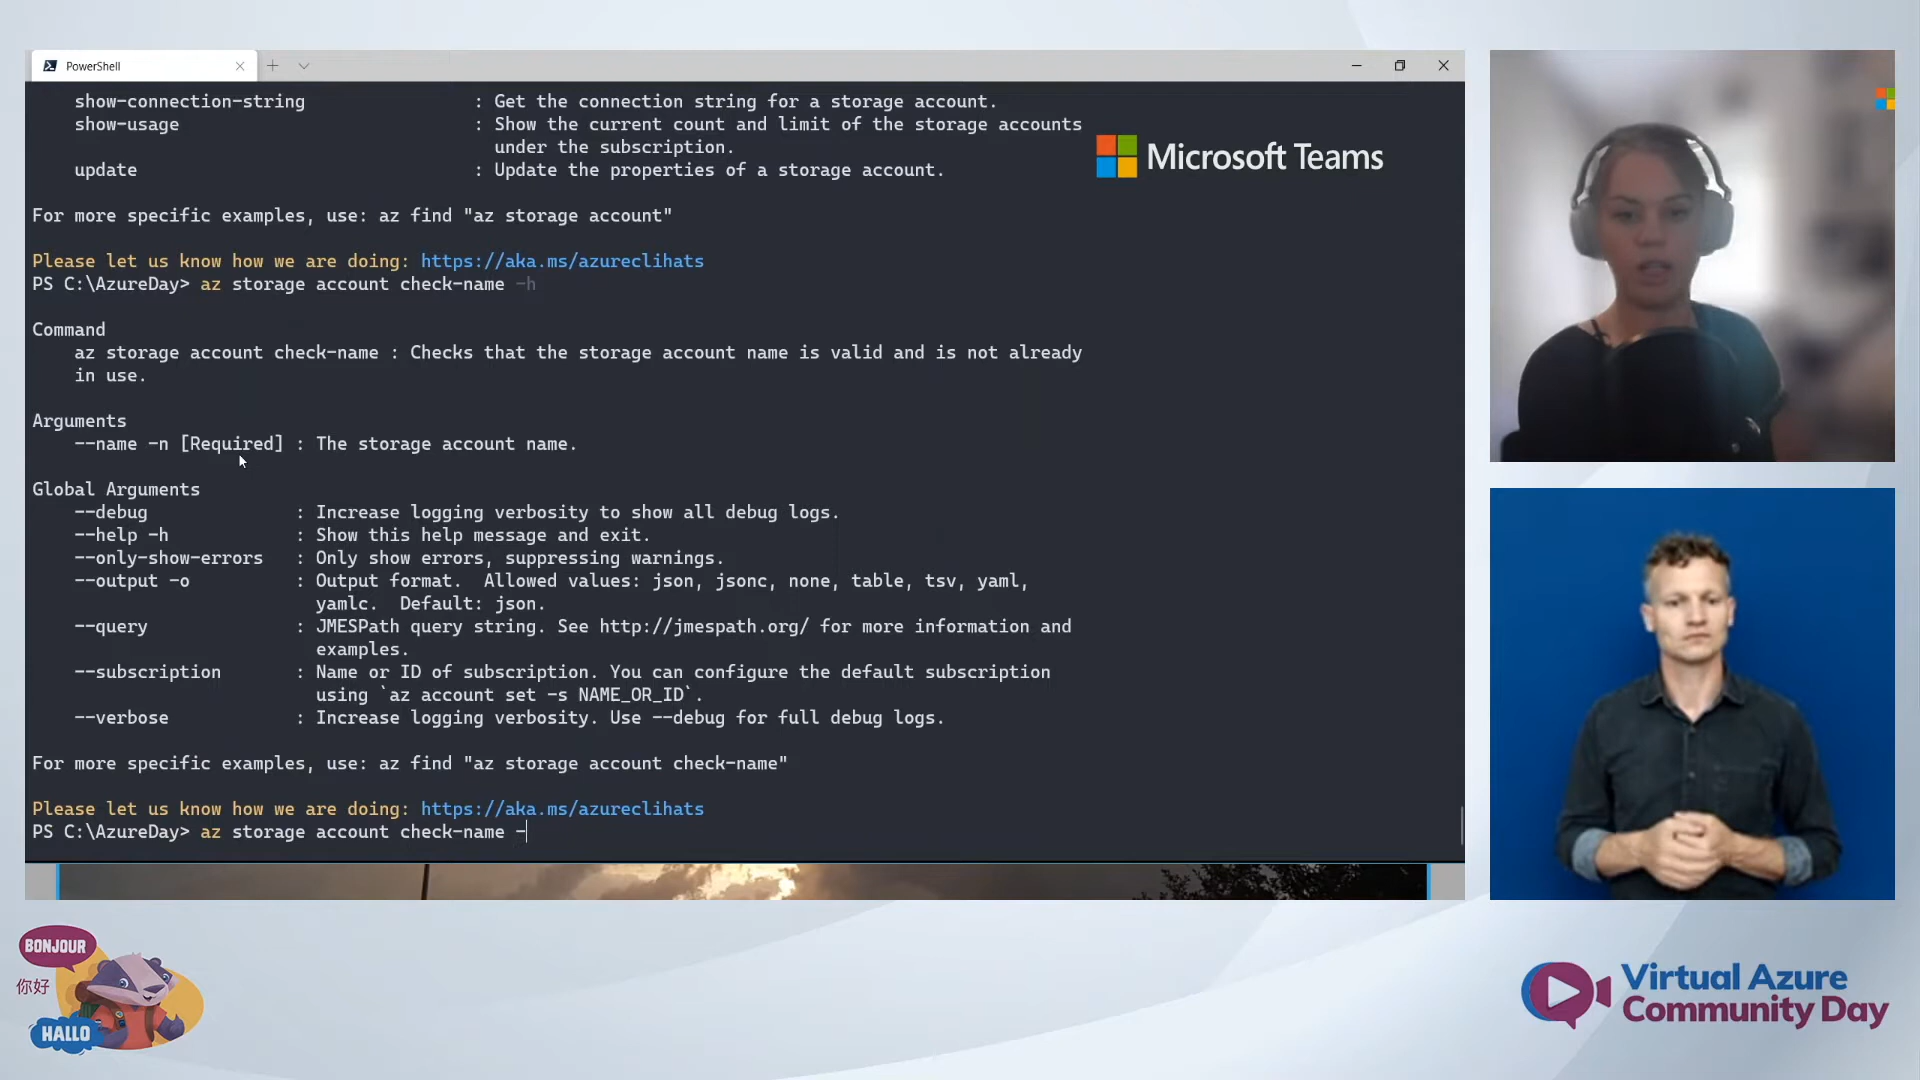 PowerShell
show-connection-string : Get the connection string for a storage account.
show-usage : Show the current count and limit of the storage accounts
under the subscription.
update : Update the properties of a storage account.
Microsoft Teams
For more specific examples, use: az find "az storage account"
Please let us know how we are doing: https://aka.ms/azureclihats
PS C:\AzureDay> az storage account check-name -h
Command
az storage account check-name : Checks that the storage account name is valid and is not already
in use.
Arguments
--name -n [Required] : The storage account name.
Global Arguments
--debug : Increase logging verbosity to show all debug logs.
--help -h : Show this help message and exit.
--only-show-errors : Only show errors, suppressing warnings.
--output -o : Output format. Allowed values: json, jsonc, none, table, tsv, yaml,
yamlc. Default: json.
--query : JMESPath query string. See http://jmespath.org/ for more information and
examples.
--subscription : Name or ID of subscription. You can configure the default subscription
using `az account set -s NAME_OR_ID`.
--verbose : Increase logging verbosity. Use --debug for full debug logs.
For more specific examples, use: az find "az storage account check-name"
Please let us know how we are doing: https://aka.ms/azureclihats
PS C:\AzureDay> az storage account check-name -
BONJOUR
你好
HALLO
Virtual Azure
Community Day